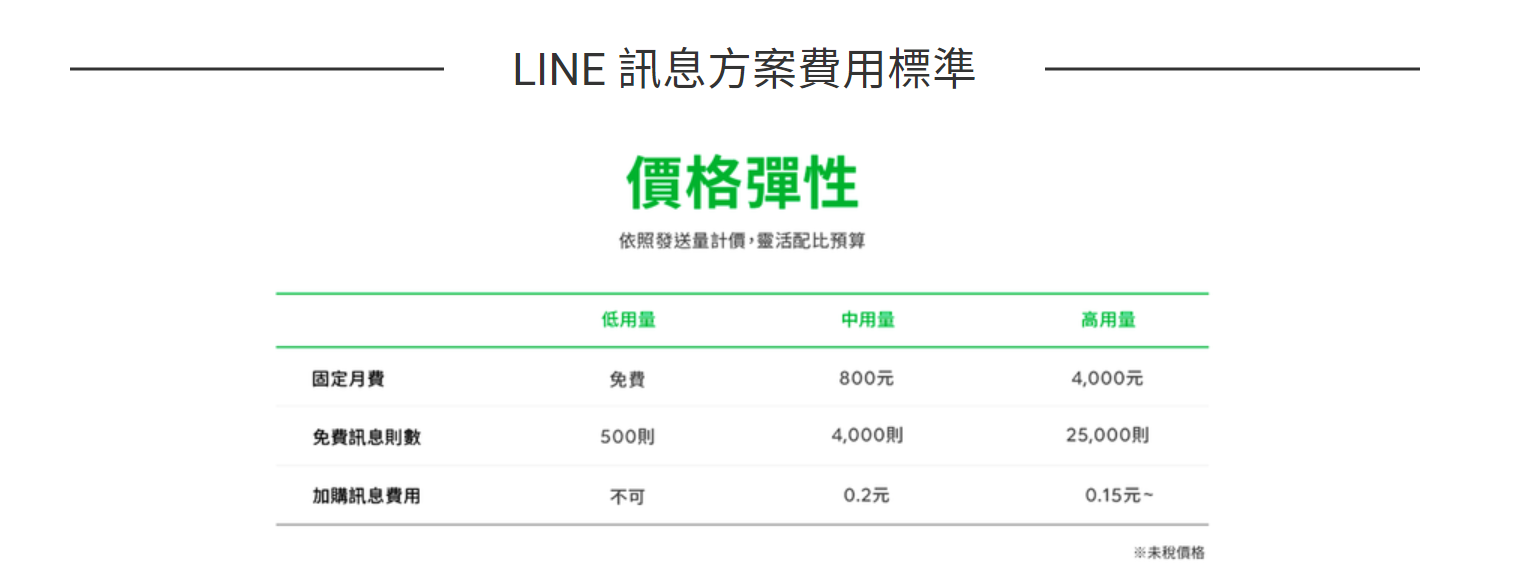 LINE 訊息方案費用標準
價格彈性
依照發送量計價,靈活配比預算
低用量 中用量 高用量
固定月費 免費 800元 4,000元
免費訊息則數 500則 4,000則 25,000則
加購訊息費用 不可 0.2元 0.15元~
※未稅價格